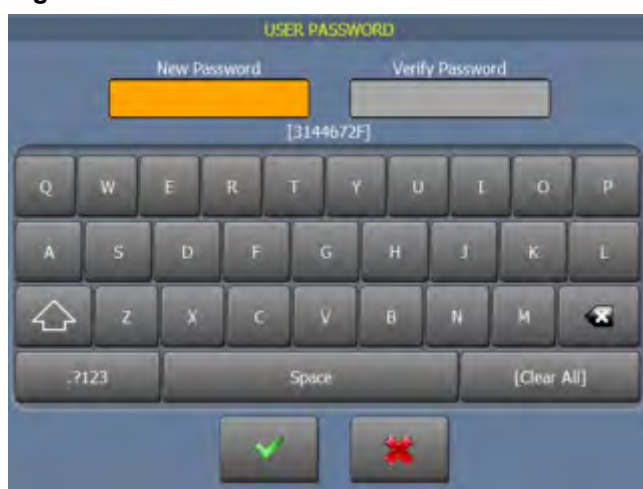 USER PASSWORD
New Password Verify Password
[3144672F]
Q W E R T Y U I O P
A S D F G H J K L
Z X C V B N M
.?123 Space [Clear All]